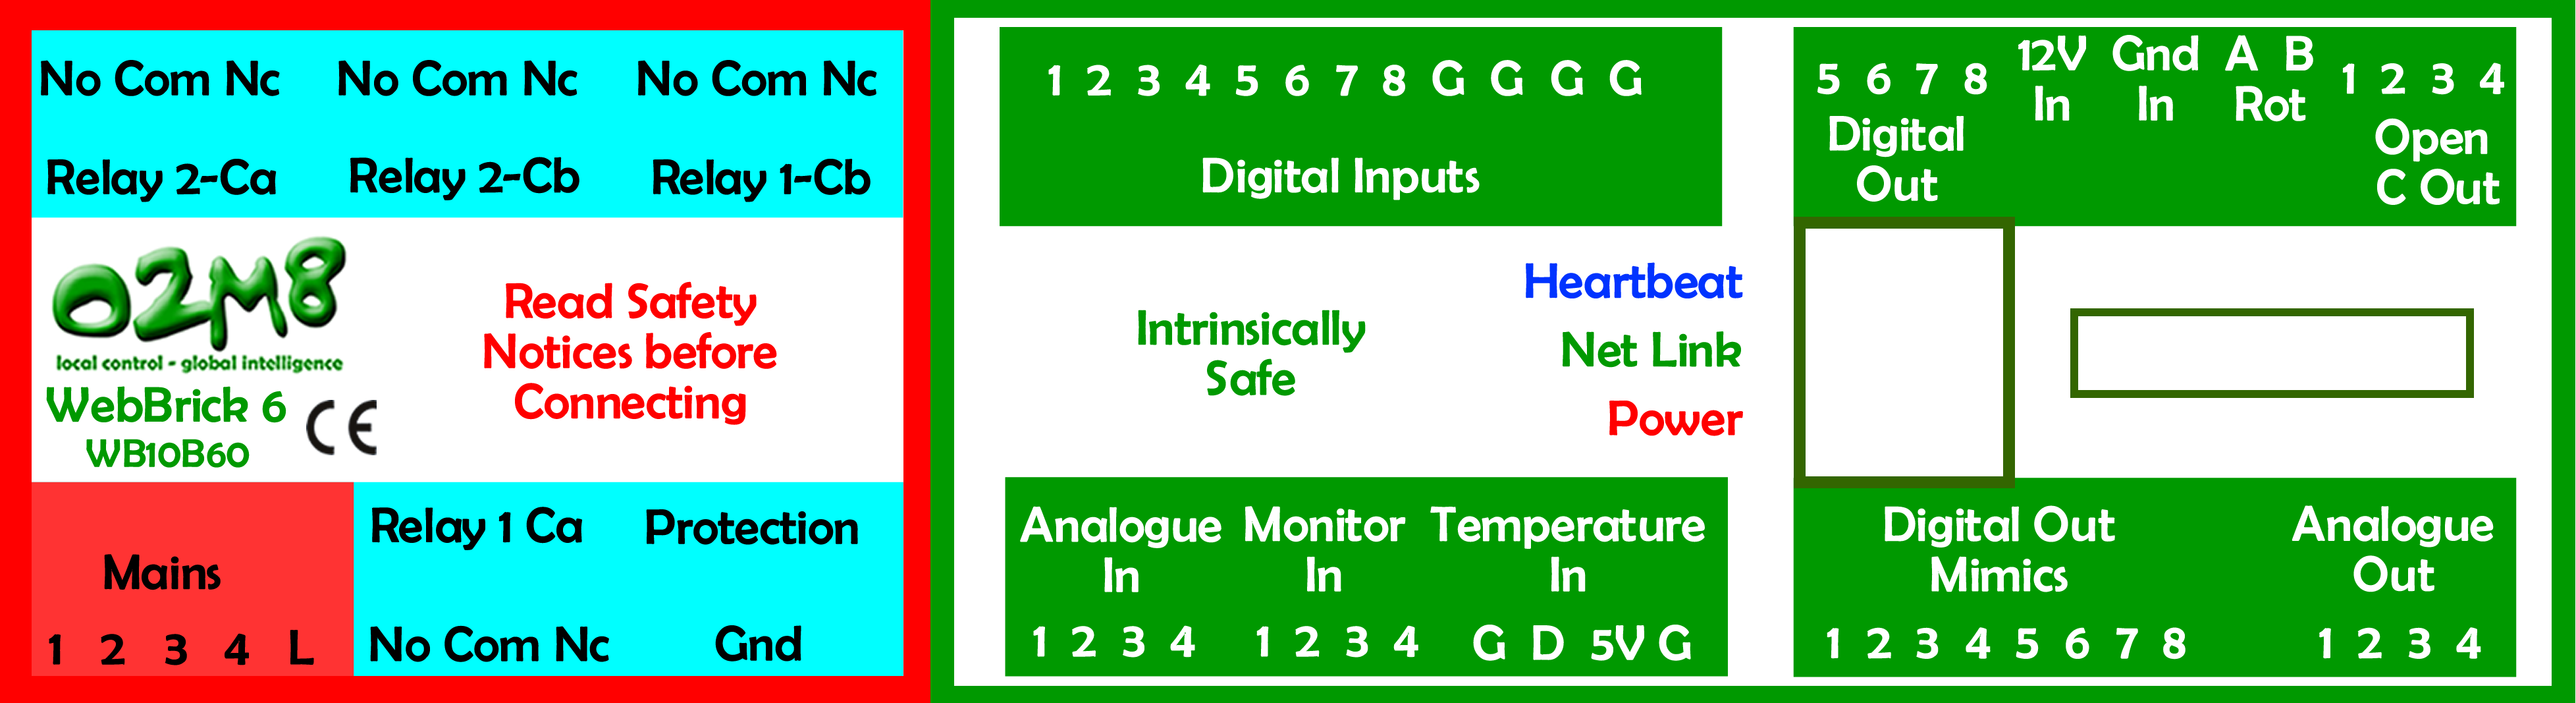 No Com Nc No Com Nc No Com Nc
Relay 2-Ca Relay 2-Cb Relay 1-Cb
O2M8
local control - global intelligence
WebBrick 6
WB10B60
CE
Read Safety
Notices before
Connecting
Mains
1 2 3 4 L
Relay 1 Ca Protection
No Com Nc Gnd
1 2 3 4 5 6 7 8 G G G G
Digital Inputs
5 6 7 8
Digital
Out
12V
In
Gnd
In
A B
Rot
1 2 3 4
Open
C Out
Intrinsically
Safe
Heartbeat
Net Link
Power
Analogue
In
1 2 3 4
Monitor
In
1 2 3 4
Temperature
In
G D 5V G
Digital Out
Mimics
1 2 3 4 5 6 7 8
Analogue
Out
1 2 3 4